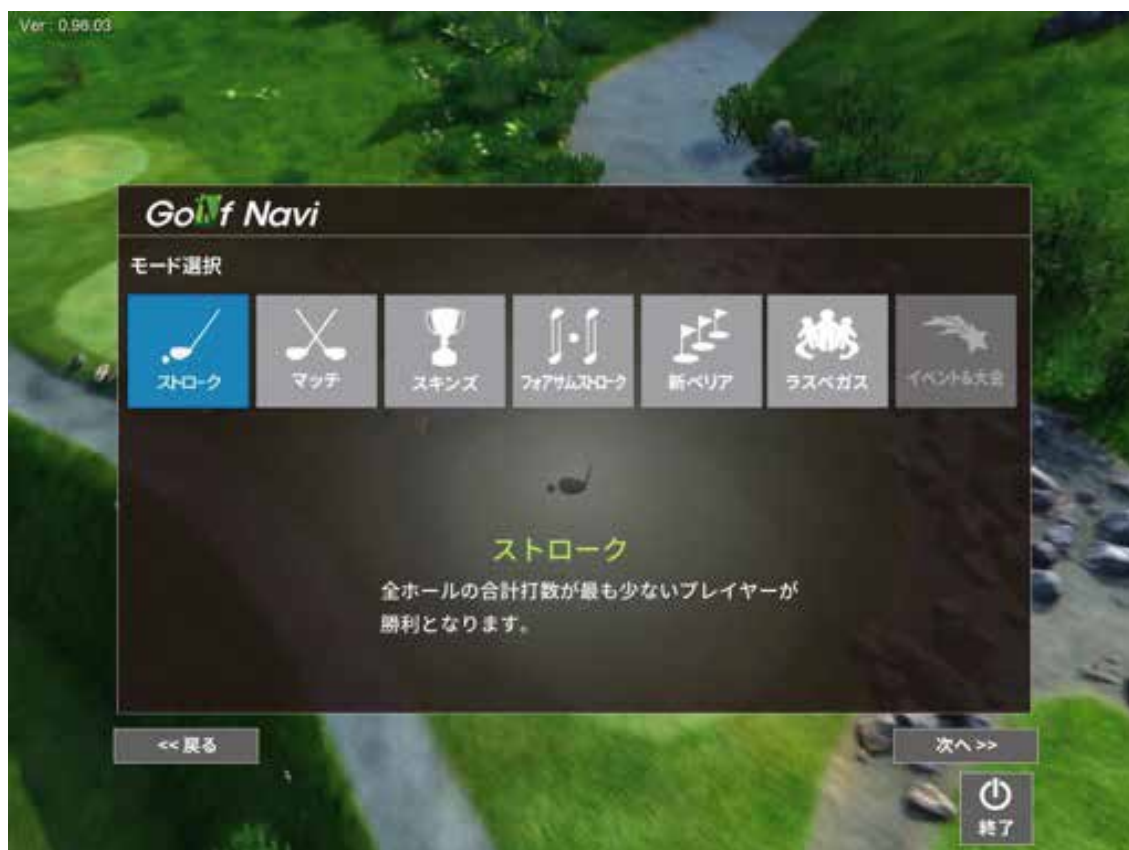 Ver : 0.96.03
Golf Navi
モード選択
ストローク
マッチ
スキンズ
フォアサムストローク
新ペリア
ラスベガス
イベント&大会
ストローク
全ホールの合計打数が最も少ないプレイヤーが
勝利となります。
<< 戻る
次へ >>
終了